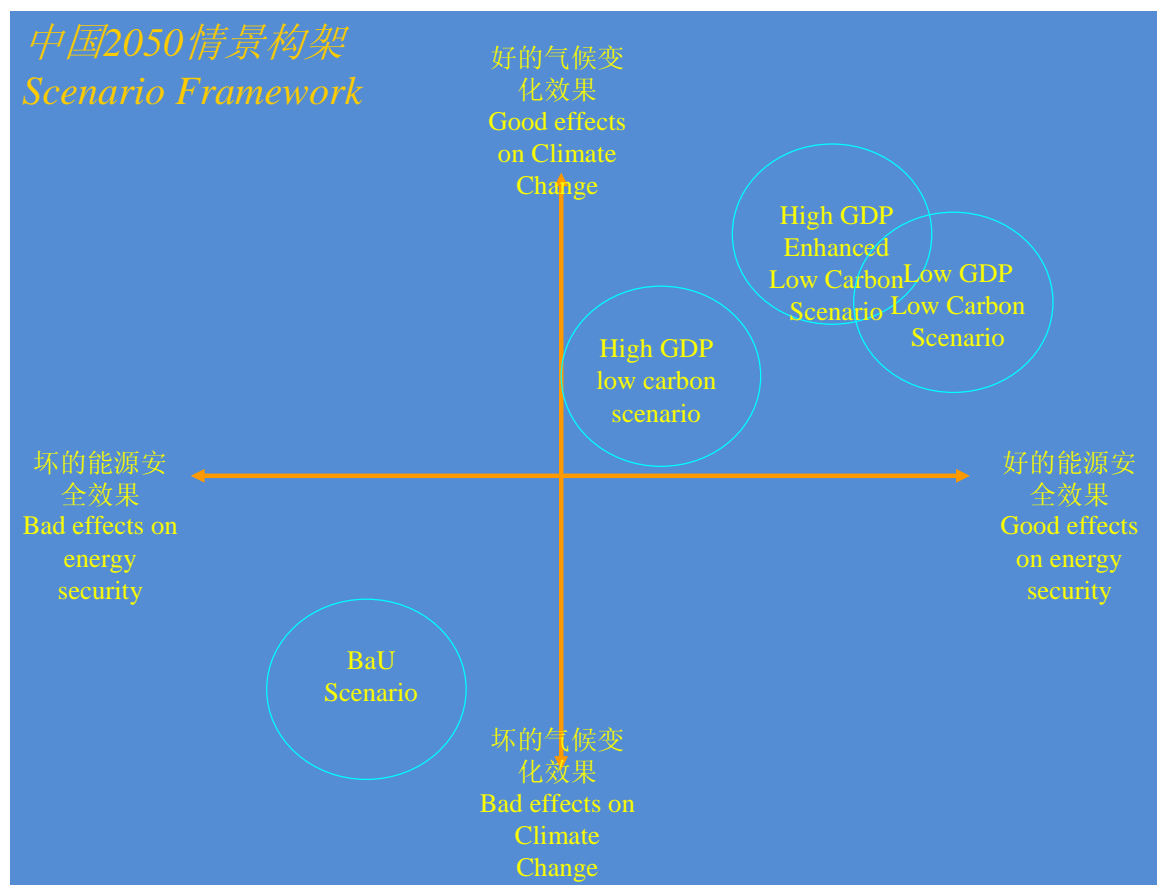 中国2050情景构架
Scenario Framework
好的气候变
化效果
Good effects
on Climate
Change
High GDP
Enhanced
Low Carbon
Scenario
Low GDP
Low Carbon
Scenario
High GDP
low carbon
scenario
坏的能源安
全效果
Bad effects on
energy
security
好的能源安
全效果
Good effects
on energy
security
BaU
Scenario
坏的气候变
化效果
Bad effects on
Climate
Change